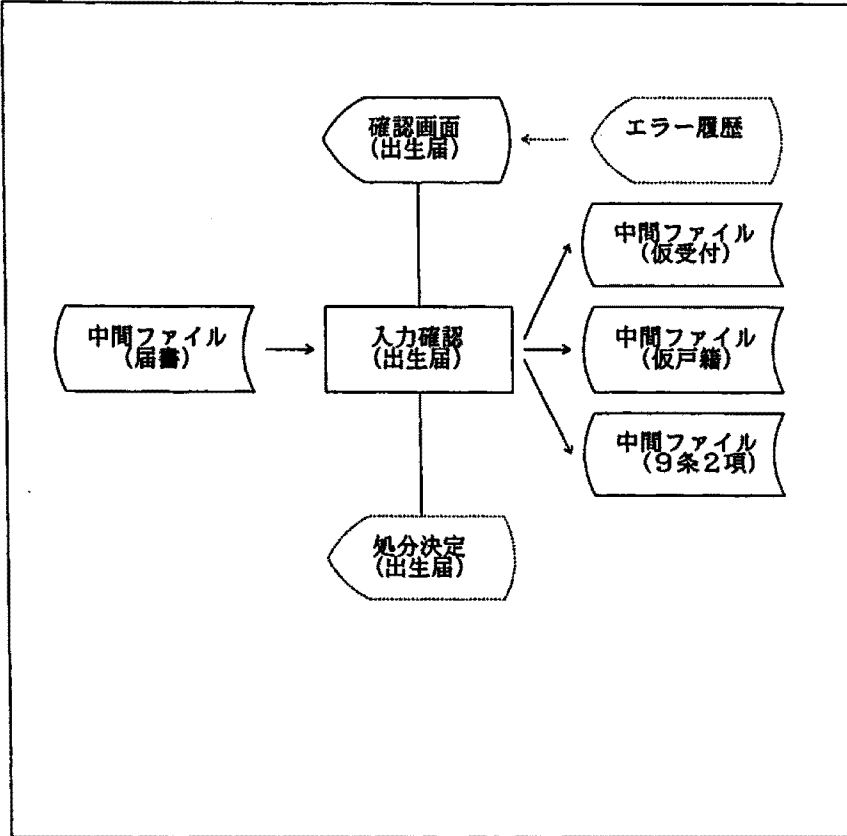 確認画面
(出生届)
エラー履歴
中間ファイル
(仮受付)
中間ファイル
(届書)
入力確認
(出生届)
中間ファイル
(仮戸籍)
中間ファイル
(9条2項)
処分決定
(出生届)